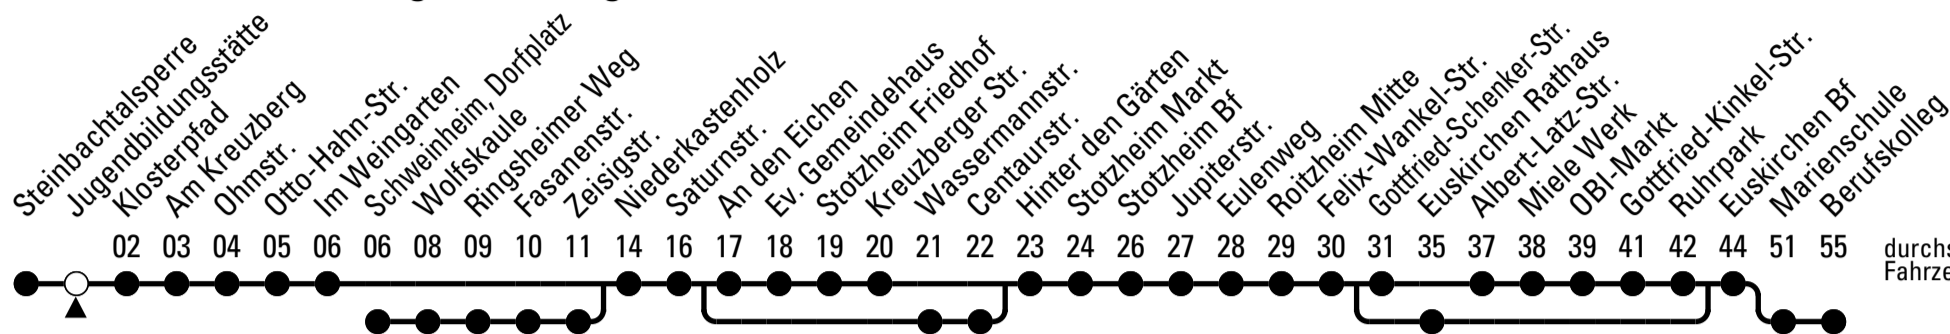 Steinbachtalsperre
Jugendbildungsstätte
Klosterpfad
Am Kreuzberg
Ohmstr.
Otto-Hahn-Str.
Im Weingarten
Schweinheim, Dorfplatz
Wolfskaule
Ringsheimer Weg
Fasanenstr.
Zeisigstr.
Niederkastenholz
Saturnstr.
An den Eichen
Ev. Gemeindehaus
Stotzheim Friedhof
Kreuzberger Str.
Wassermannstr.
Centaurstr.
Hinter den Gärten
Stotzheim Markt
Stotzheim Bf
Jupiterstr.
Eulenweg
Roitzheim Mitte
Felix-Wankel-Str.
Gottfried-Schenker-Str.
Euskirchen Rathaus
Albert-Latz-Str.
Miele Werk
OBI-Markt
Gottfried-Kinkel-Str.
Ruhrpark
Euskirchen Bf
Marienschule
Berufskolleg
02 03 04 05 06 06 08 09 10 11 14 16 17 18 19 20 21 22 23 24 26 27 28 29 30 31 35 37 38 39 41 42 44 51 55